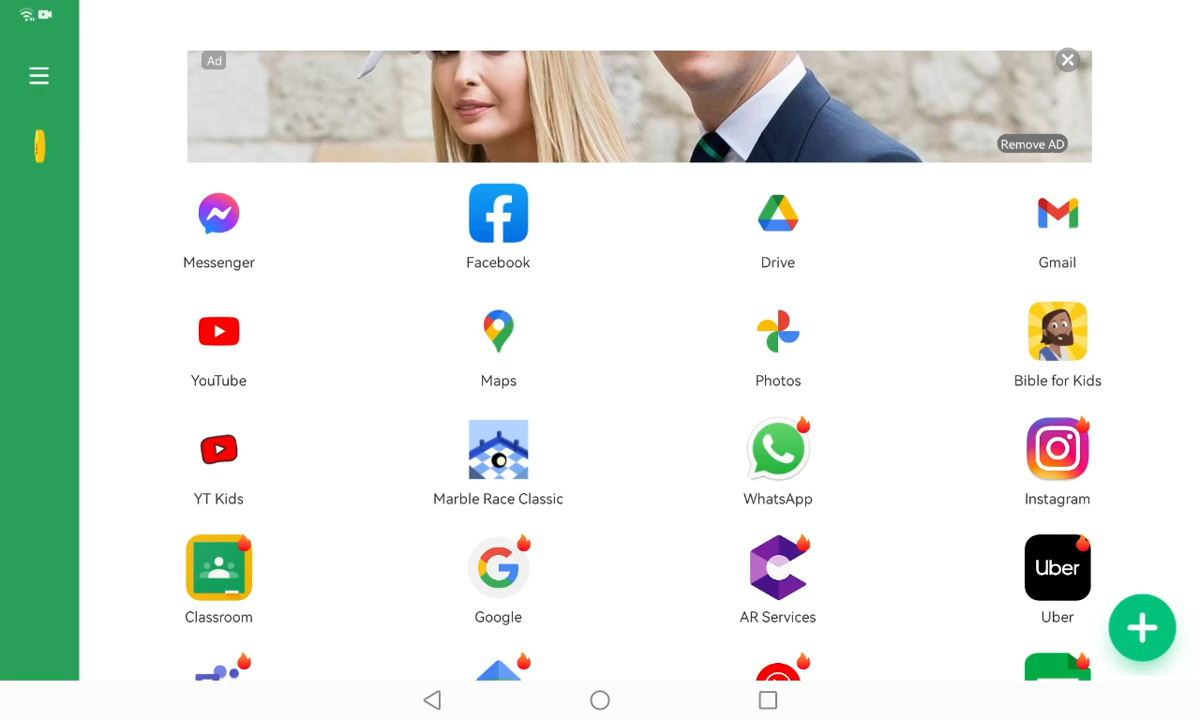 Ad
Remove AD
Messenger
Facebook
Drive
Gmail
YouTube
Maps
Photos
Bible for Kids
YT Kids
Marble Race Classic
WhatsApp
Instagram
Uber
Classroom
Google
AR Services
Uber